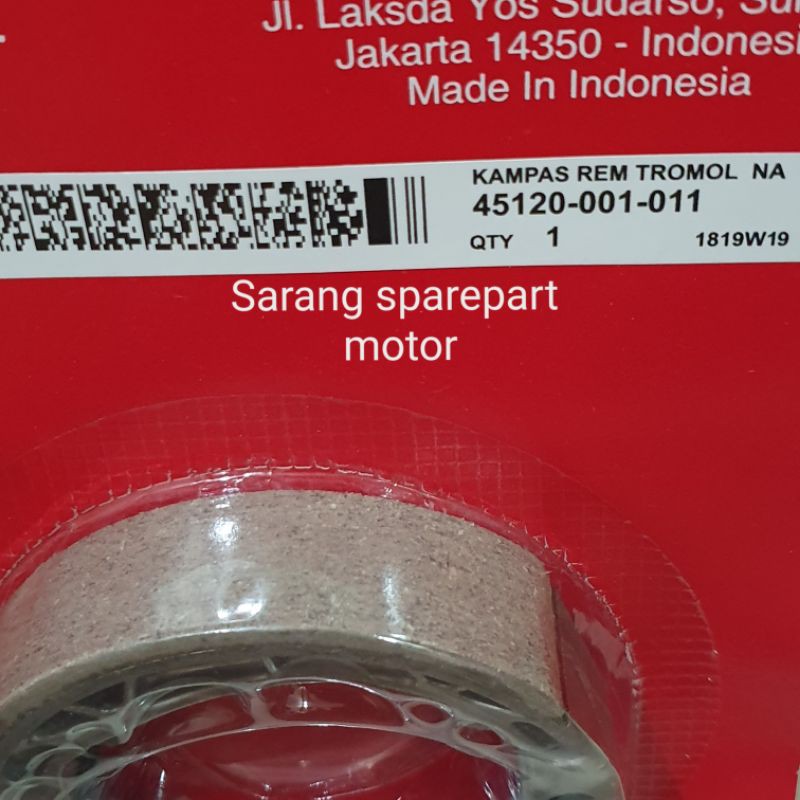 Jl. Laksda Yos Sudarso,
Jakarta 14350 - Indonesi
Made In Indonesia
KAMPAS REM TROMOL NA
45120-001-011
QTY 1 1819W19
Sarang sparepart
motor